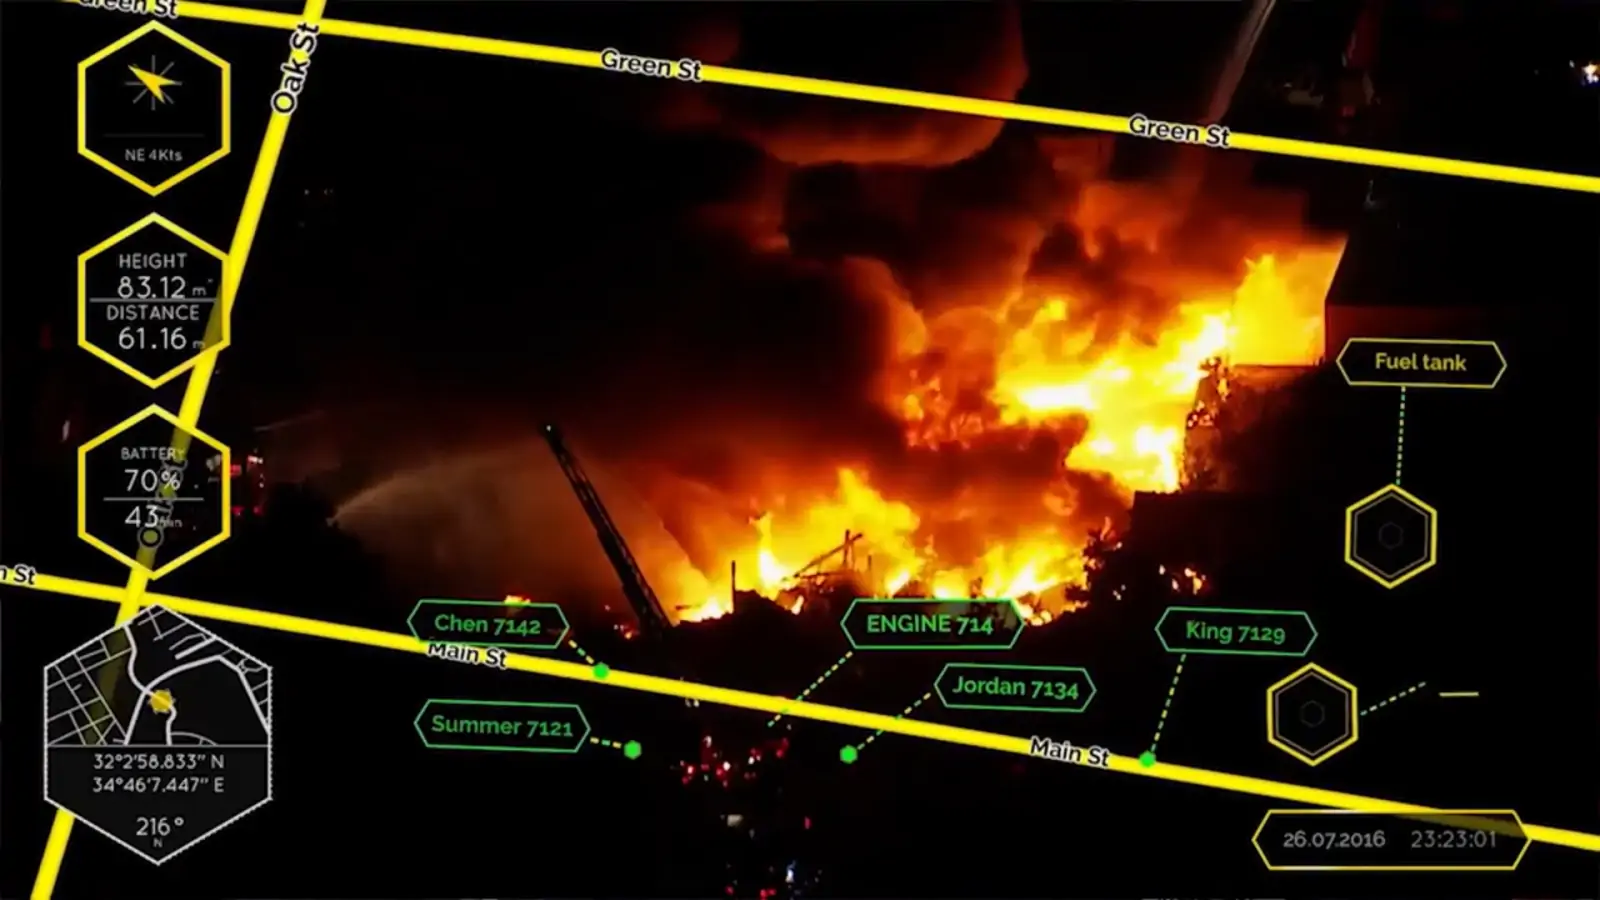 Green St
Oak St
Green St
Green St
NE 4Kts
HEIGHT
83.12 m
DISTANCE
61.16 m
Fuel tank
BATTERY
70%
43
St
Chen 7142
ENGINE 714
King 7129
Main St
Jordan 7134
Summer 7121
Main St
32°2'58.833" N
34°46'7.447" E
216°
N
26.07.2016 23:23:01